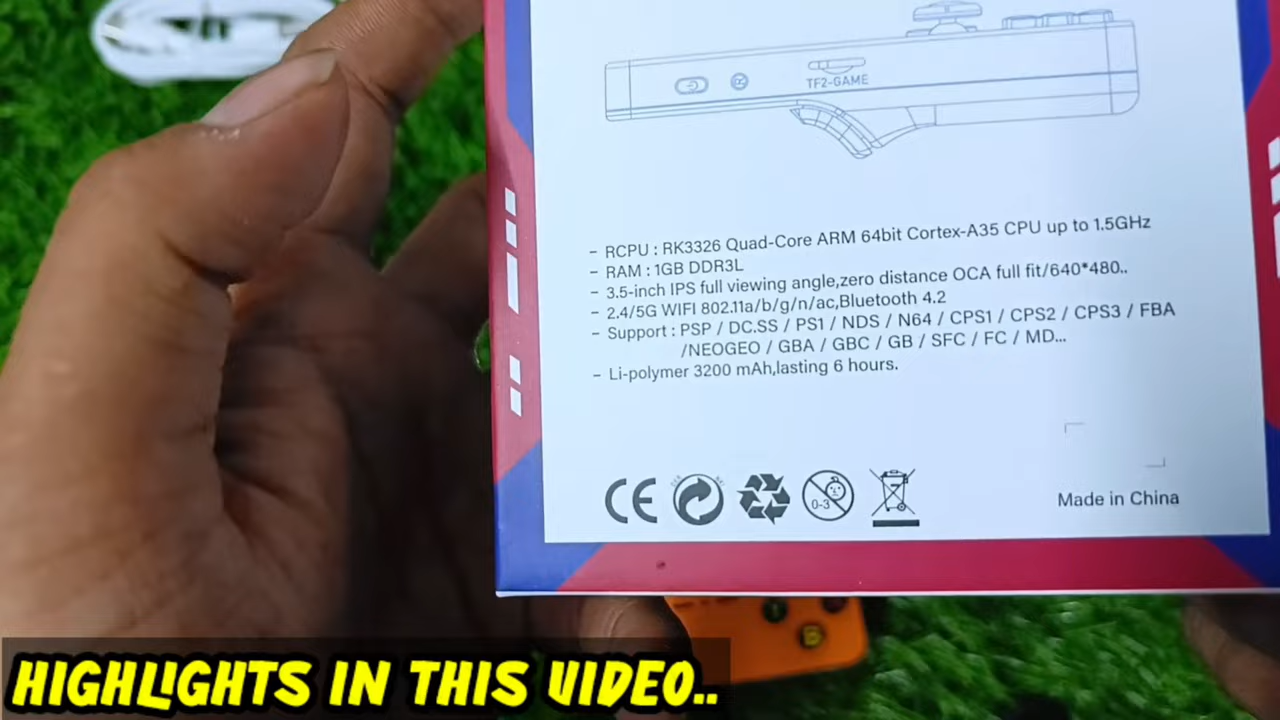 TF2-GAME
- RCPU : RK3326 Quad-Core ARM 64bit Cortex-A35 CPU up to 1.5GHz
- RAM : 1GB DDR3L
- 3.5-inch IPS full viewing angle,zero distance OCA full fit/640*480..
- 2.4/5G WIFI 802.11a/b/g/n/ac,Bluetooth 4.2
- Support : PSP / DC.SS / PS1 / NDS / N64 / CPS1 / CPS2 / CPS3 / FBA
/NEOGEO / GBA / GBC / GB / SFC / FC / MD...
- Li-polymer 3200 mAh,lasting 6 hours.
CE
0-3
Made in China
B
HIGHLIGHTS IN THIS VIDEO..